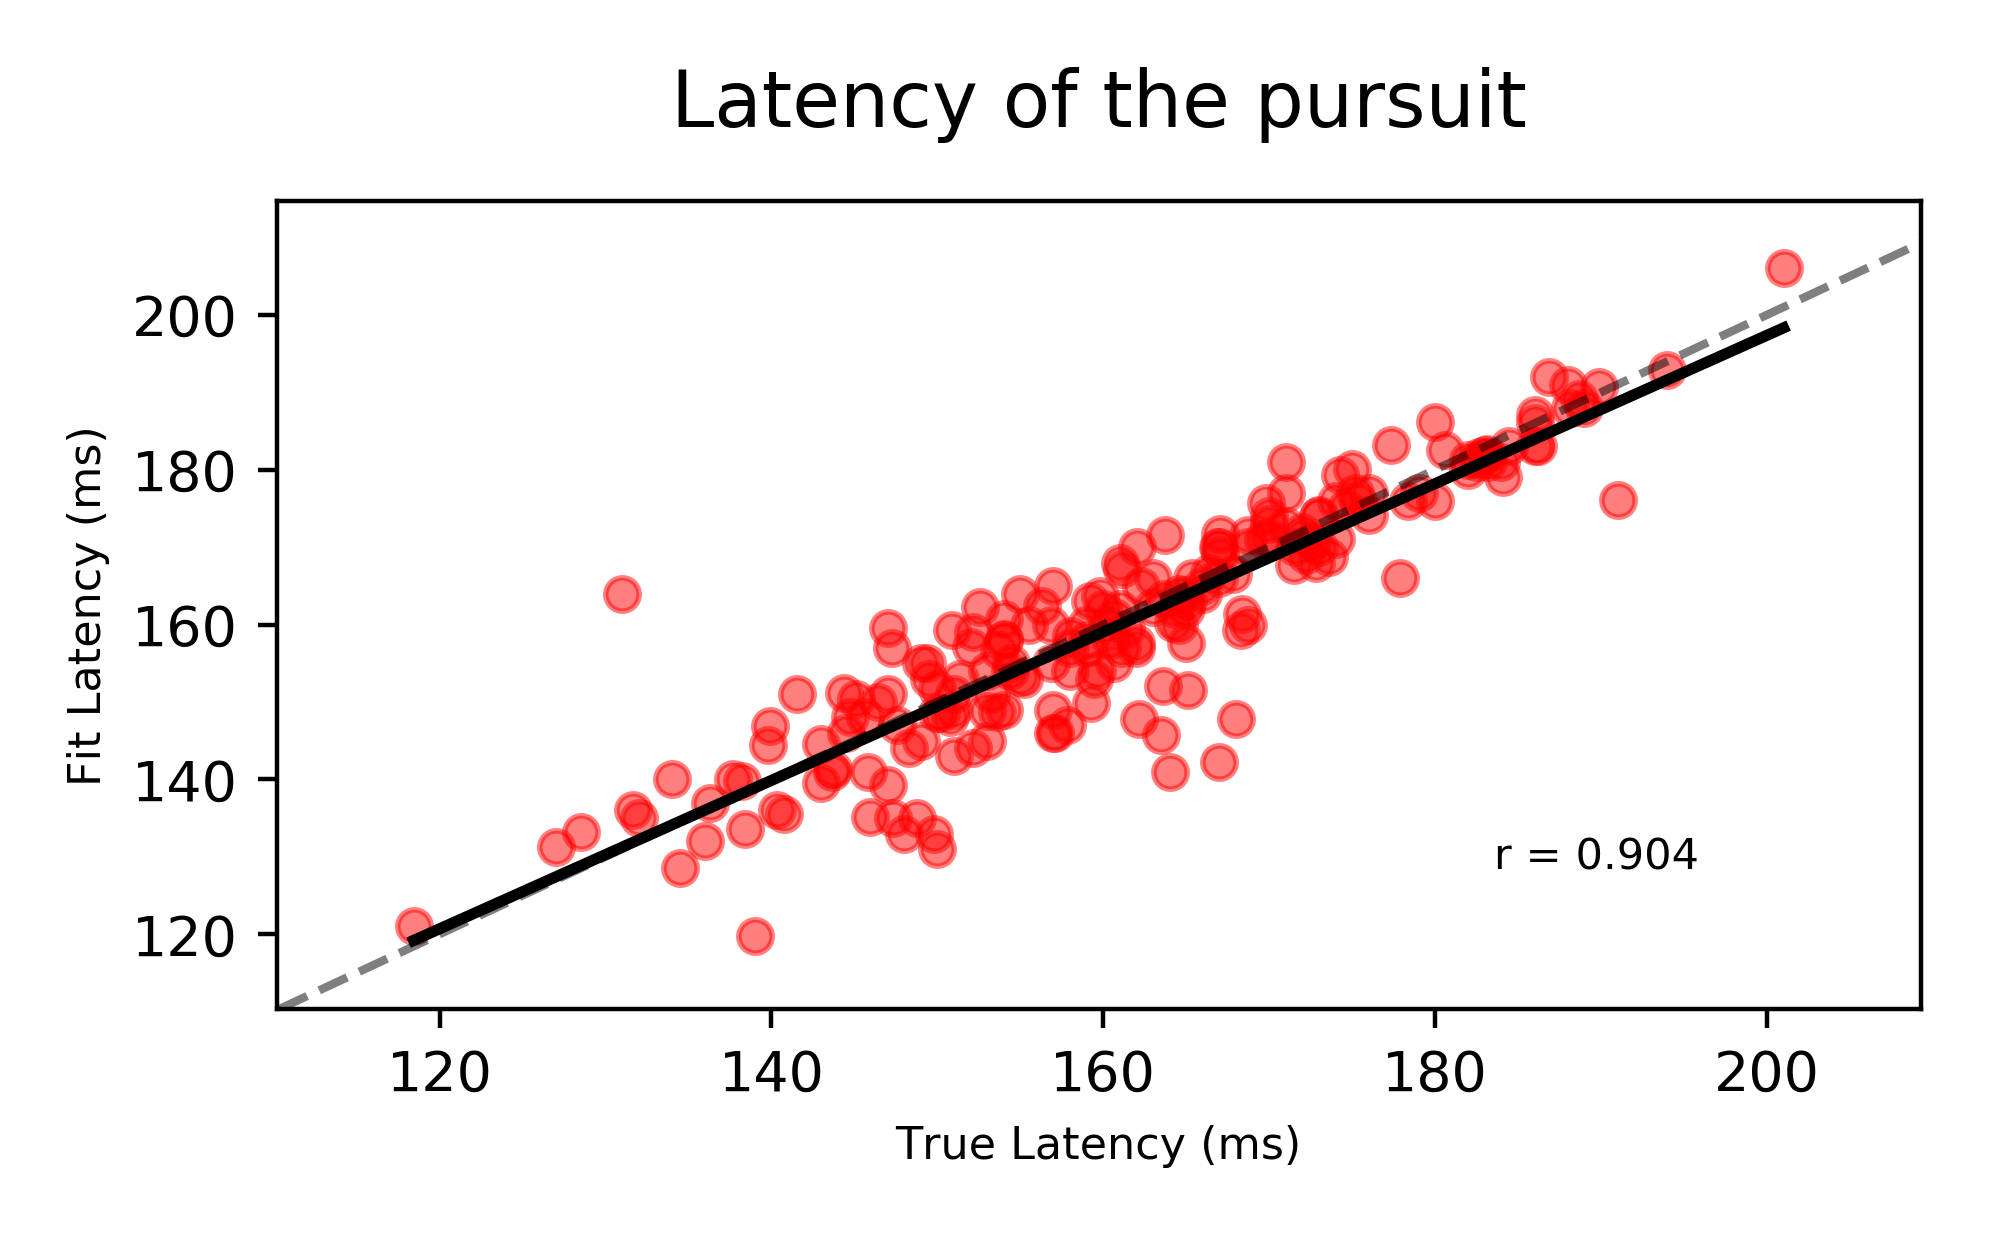 Latency of the pursuit
200
180
160
140
120
Fit Latency (ms)
r = 0.904
120 140 160 180 200
True Latency (ms)